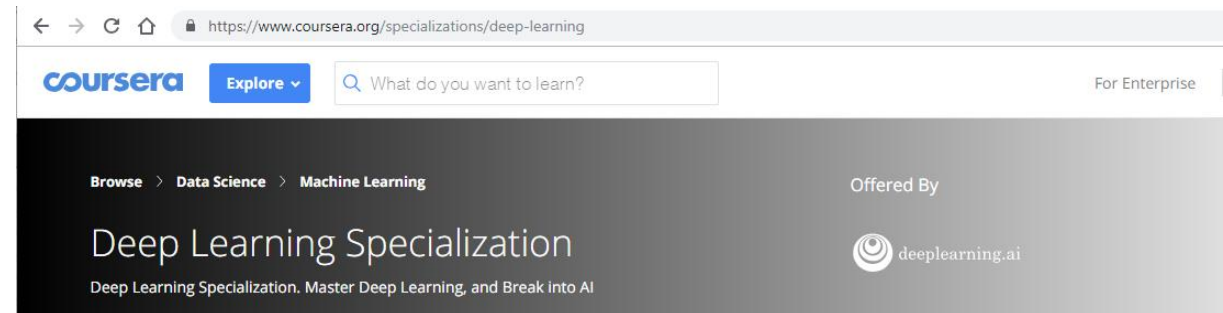 https://www.coursera.org/specializations/deep-learning
coursera Explore What do you want to learn? For Enterprise
Browse > Data Science > Machine Learning
Offered By
Deep Learning Specialization
deeplearning.ai
Deep Learning Specialization. Master Deep Learning, and Break into AI